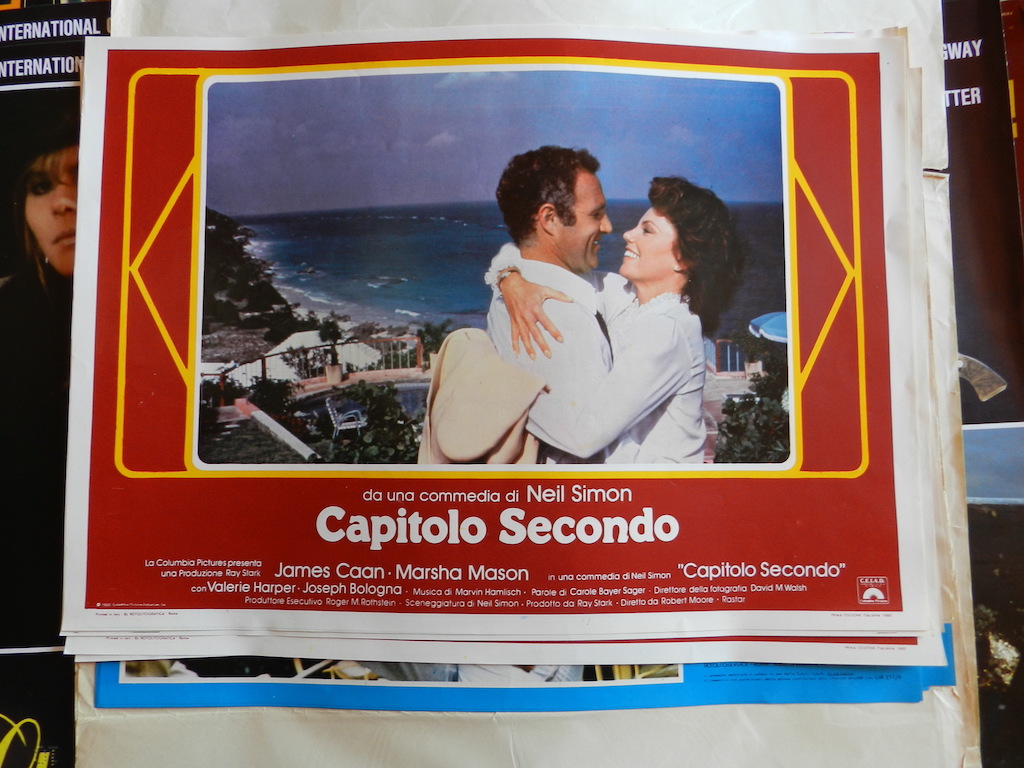 INTERNATIONAL
INTERNATION
GWAY
TTER
da una commedia di Neil Simon
Capitolo Secondo
La Columbia Pictures presenta
una Produzione Ray Stark
James Caan · Marsha Mason
in una commedia di Neil Simon "Capitolo Secondo"
con Valerie Harper · Joseph Bologna · Musica di Marvin Hamlisch · Parole di Carole Bayer Sager · Direttore della fotografia David M. Walsh
Produttore Esecutivo Roger M. Rothstein · Sceneggiatura di Neil Simon · Prodotto da Ray Stark · Diretto da Robert Moore · Rastar
C.E.I.A.D.